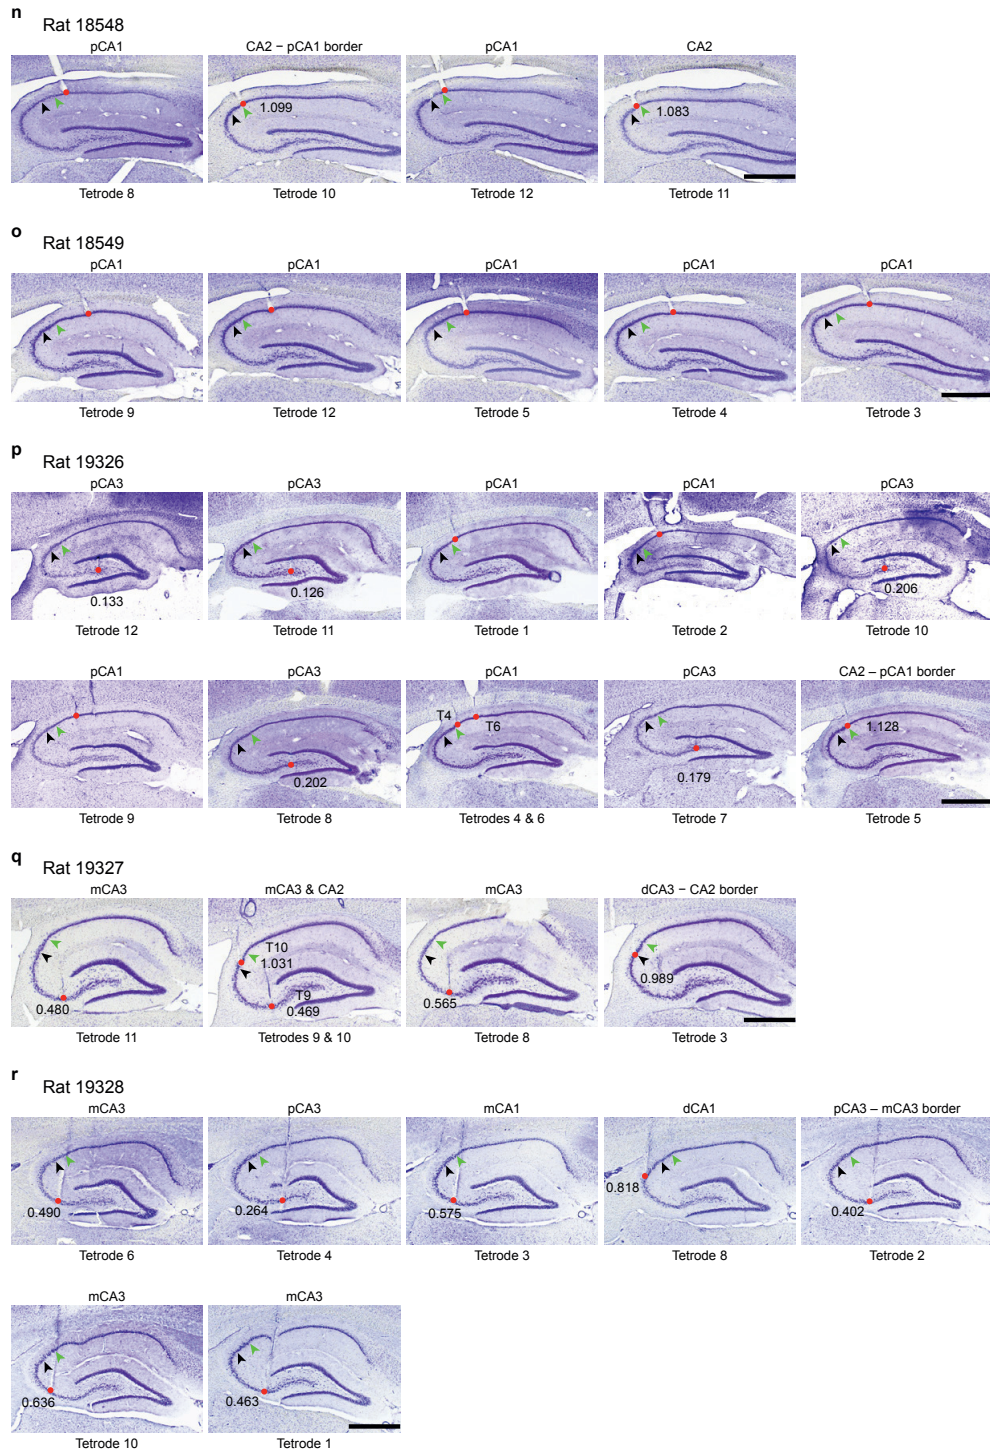 n
Rat 18548
pCA1
CA2 – pCA1 border
pCA1
CA2
1.099
1.083
Tetrode 8
Tetrode 10
Tetrode 12
Tetrode 11
o
Rat 18549
pCA1
pCA1
pCA1
pCA1
pCA1
Tetrode 9
Tetrode 12
Tetrode 5
Tetrode 4
Tetrode 3
p
Rat 19326
pCA3
pCA3
pCA1
pCA1
pCA3
0.133
0.126
0.206
Tetrode 12
Tetrode 11
Tetrode 1
Tetrode 2
Tetrode 10
pCA1
pCA3
pCA1
pCA3
CA2 – pCA1 border
T4
T6
1.128
0.202
0.179
Tetrode 9
Tetrode 8
Tetrodes 4 & 6
Tetrode 7
Tetrode 5
q
Rat 19327
mCA3
mCA3 & CA2
mCA3
dCA3 – CA2 border
T10
1.031
0.989
T9
0.480
0.469
0.565
Tetrode 11
Tetrodes 9 & 10
Tetrode 8
Tetrode 3
r
Rat 19328
mCA3
pCA3
mCA1
dCA1
pCA3 – mCA3 border
0.818
0.490
0.264
0.575
0.402
Tetrode 6
Tetrode 4
Tetrode 3
Tetrode 8
Tetrode 2
mCA3
mCA3
0.636
0.463
Tetrode 10
Tetrode 1